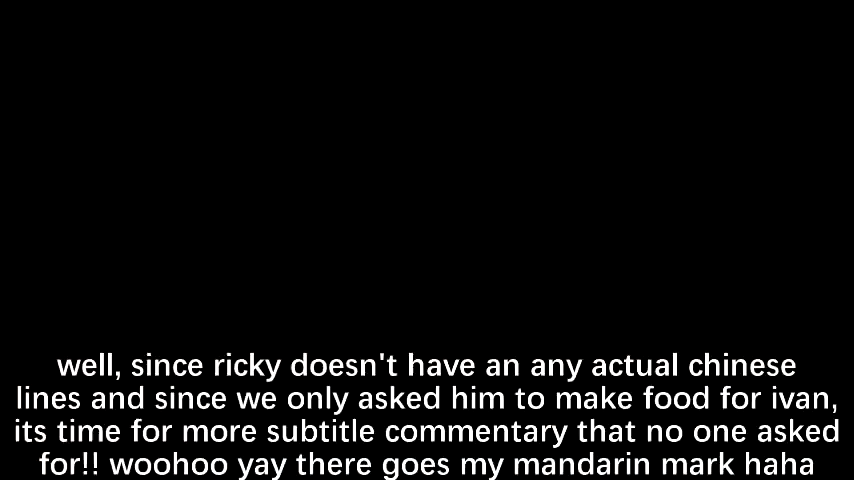 well, since ricky doesn't have an any actual chinese
lines and since we only asked him to make food for ivan,
its time for more subtitle commentary that no one asked
for!! woohoo yay there goes my mandarin mark haha